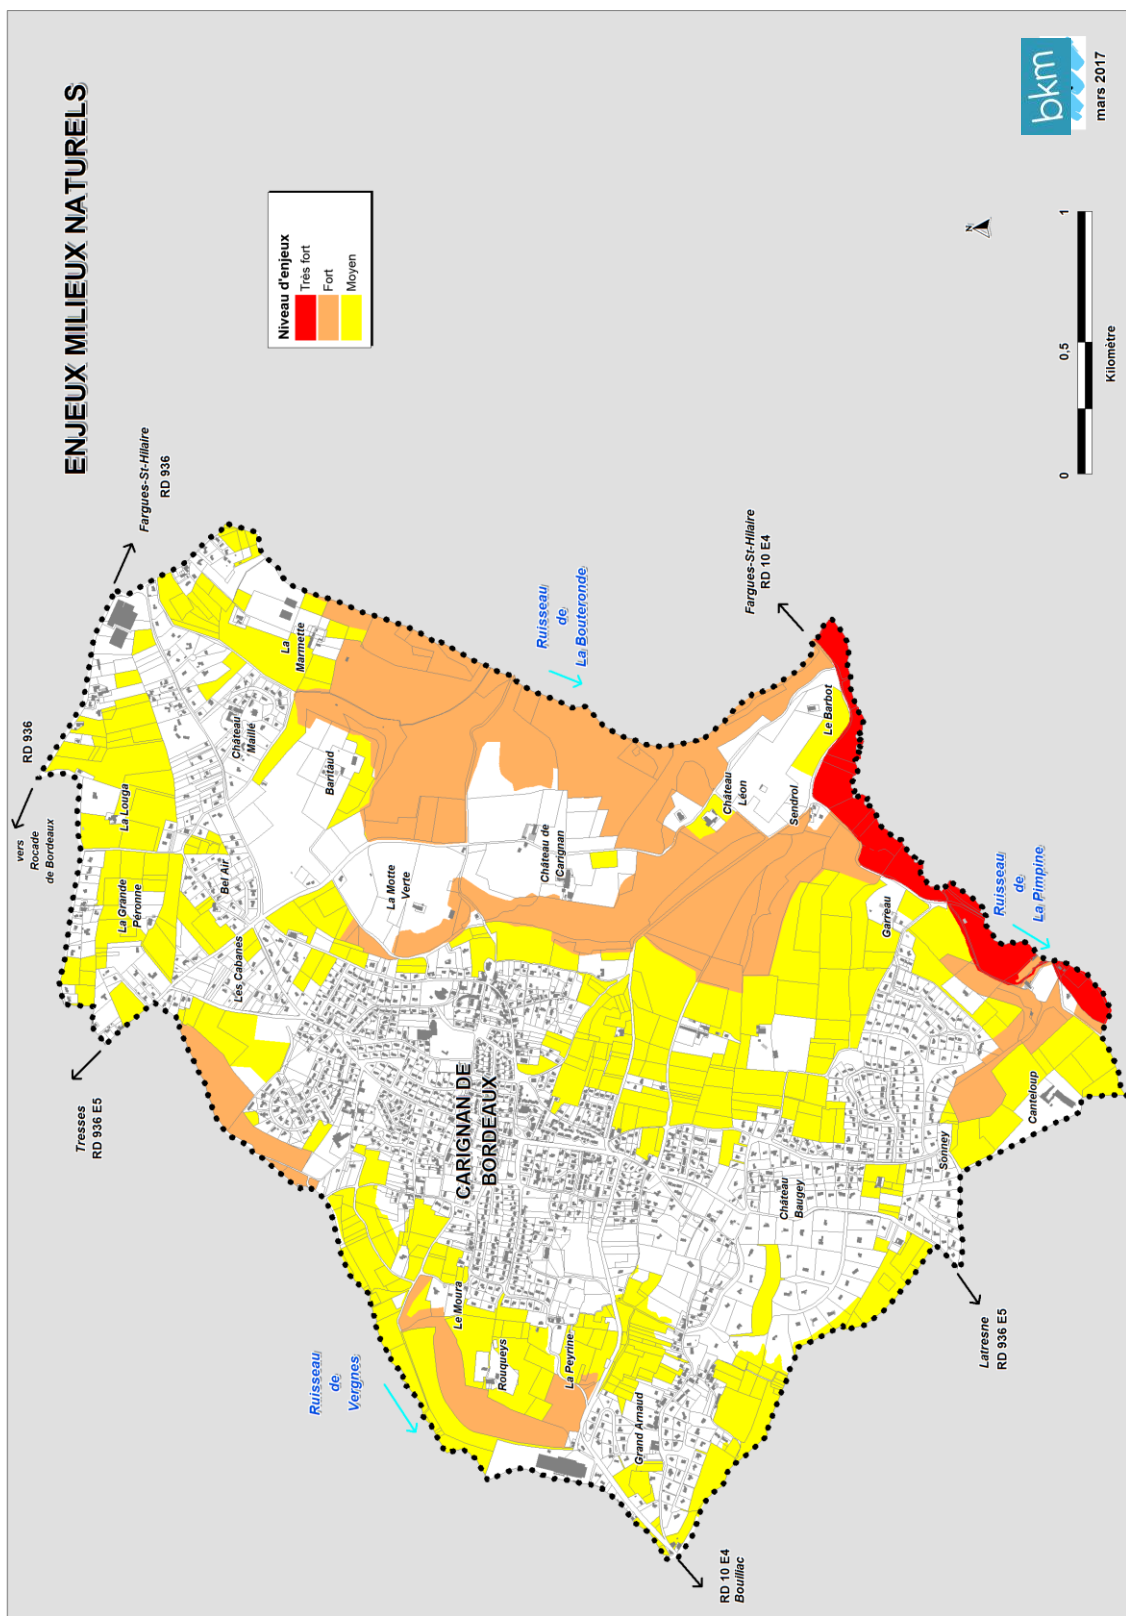 ENJEUX MILIEUX NATURELS
bkm
mars 2017
Niveau d'enjeux
Très fort
Fort
Moyen
N
0
0,5
1
Kilomètre
Fargues-St-Hilaire
RD 936
RD 936
vers
Rocade
de Bordeaux
Tresses
RD 936 E5
Fargues-St-Hilaire
RD 10 E4
Latresne
RD 936 E5
RD 10 E4
Bouliac
Ruisseau
de
La Bouteronde
Ruisseau
de
La Pimpine
Ruisseau
de
Vergnes
La
Marmette
Château
Maillé
La Louga
La Grande
Péronne
Bel Air
Les Cabanes
Baritaud
La Motte
Verte
Château de
Carignan
Château
Léon
Le Barbot
Sendrol
Garreau
CARIGNAN DE
BORDEAUX
Le Moura
Rouqueys
La Peyrine
Grand Arnaud
Château
Baugey
Sonney
Canteloup